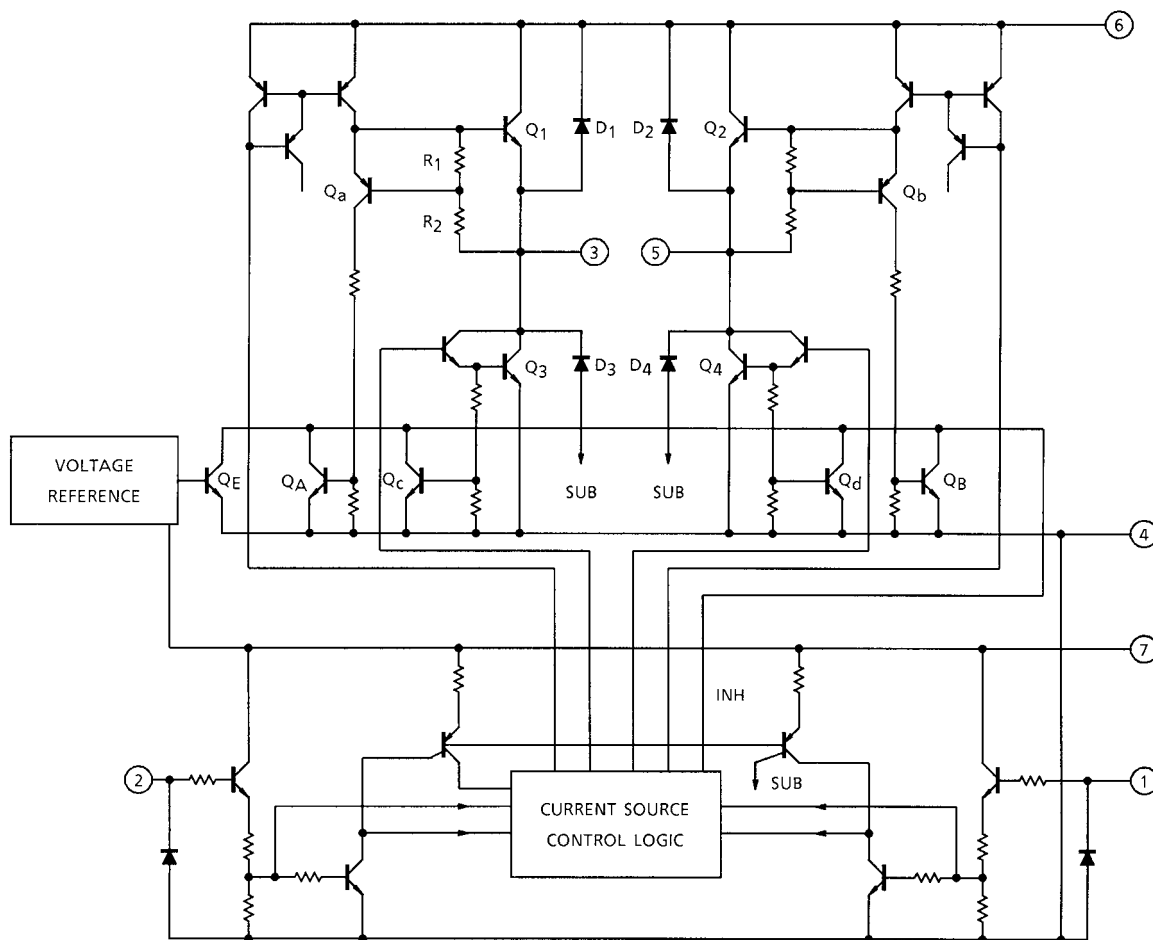 6
Q1
D1
D2
Q2
R1
Qa
Qb
R2
3
5
Q3
D3
D4
Q4
VOLTAGE
REFERENCE
QE
QA
Qc
SUB
SUB
Qd
QB
4
7
INH
2
SUB
1
CURRENT SOURCE
CONTROL LOGIC